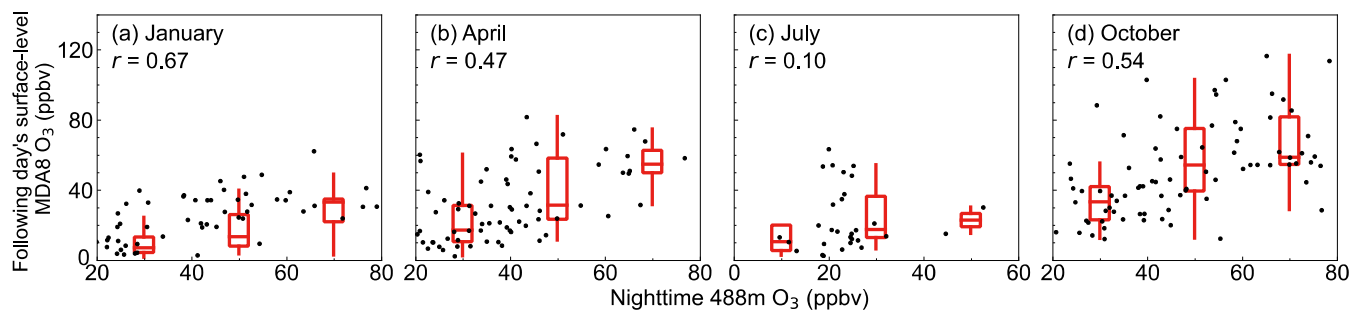 Following day's surface-level
MDA8 O₃ (ppbv)
120
80
40
0
(a) January
r = 0.67
20 40 60 80
(b) April
r = 0.47
20 40 60 80
(c) July
r = 0.10
0 20 40 60
(d) October
r = 0.54
20 40 60 80
Nighttime 488m O₃ (ppbv)